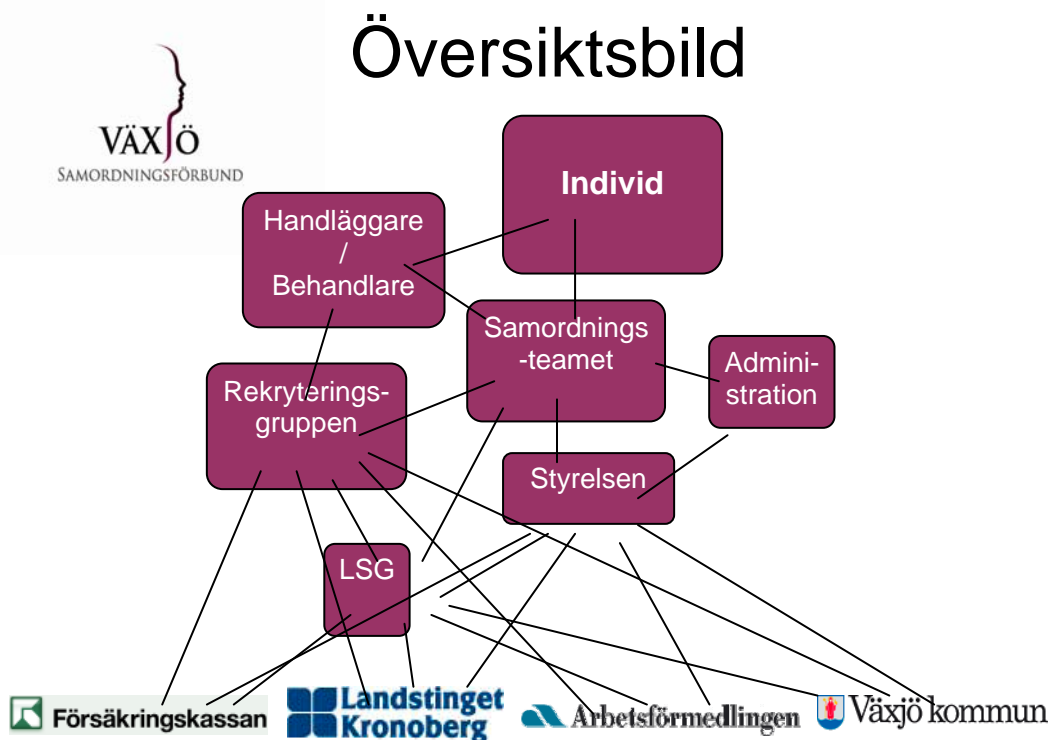 Översiktsbild
VÄXJÖ
SAMORDNINGSFÖRBUND
Individ
Handläggare
/
Behandlare
Samordnings
-teamet
Admini-
stration
Rekryterings-
gruppen
Styrelsen
LSG
Försäkringskassan
Landstinget
Kronoberg
Arbetsförmedlingen
Växjö kommun